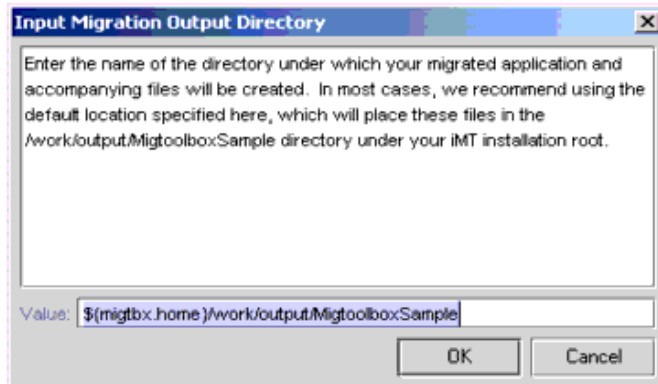 Input Migration Output Directory
Enter the name of the directory under which your migrated application and
accompanying files will be created. In most cases, we recommend using the
default location specified here, which will place these files in the
/work/output/MigtoolboxSample directory under your iMT installation root.
Value: $(migtbx.home)/work/output/MigtoolboxSample
OK Cancel